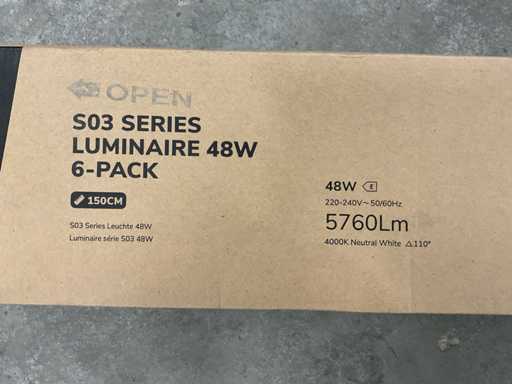 OPEN
S03 SERIES
LUMINAIRE 48W
6-PACK
150CM
S03 Series Leuchte 48W
Luminaire série S03 48W
48W E
220-240V~50/60Hz
5760Lm
4000K Neutral White △110°